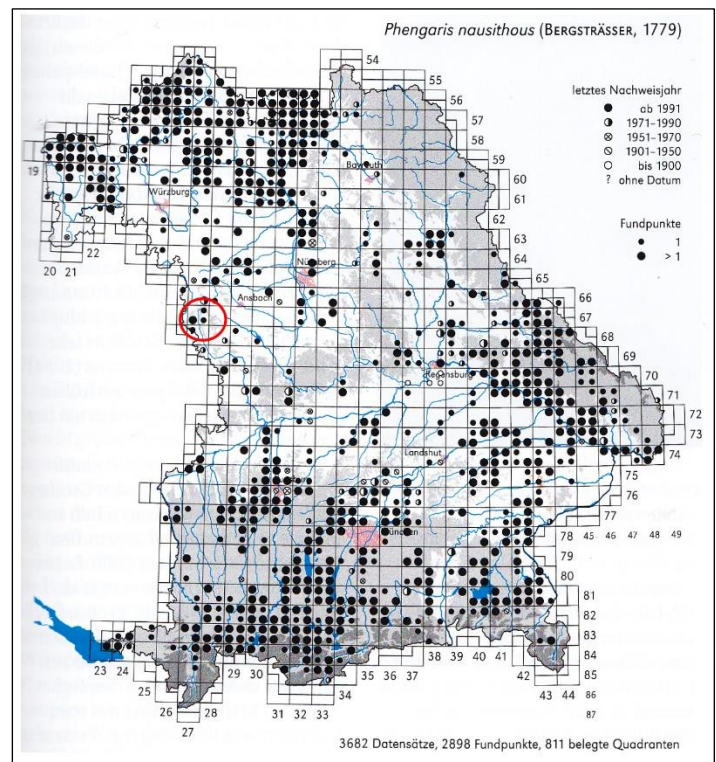 Phengaris nausithous (BERGSTRÄSSER, 1779)
54
55
56
57
58
59
60
61
62
63
64
65
66
67
68
69
70
71
72
73
74
75
76
77
78 45 46 47 48 49
79
80
81
82
83
84
85
86
87
letztes Nachweisjahr
ab 1991
1971–1990
1951–1970
1901–1950
bis 1900
? ohne Datum
Fundpunkte
1
> 1
19
20 21
22
Bayreuth
Würzburg
Nürnberg
Ansbach
Regensburg
Landshut
München
23 24
25
26
27
28
29 30
31 32 33
34
35 36 37
38 39 40 41
42
43 44
3682 Datensätze, 2898 Fundpunkte, 811 belegte Quadranten